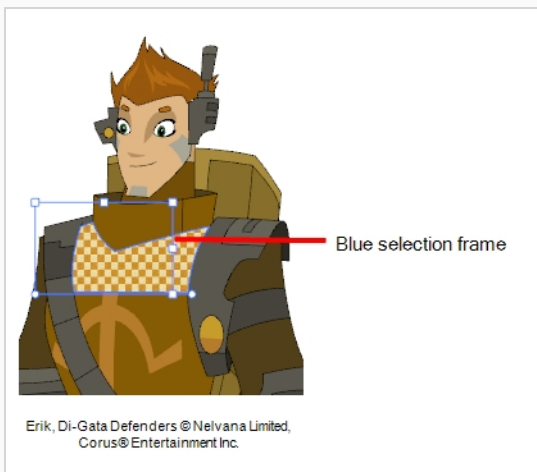 Blue selection frame
Erik, Di-Gata Defenders © Nelvana Limited,
Corus® Entertainment Inc.